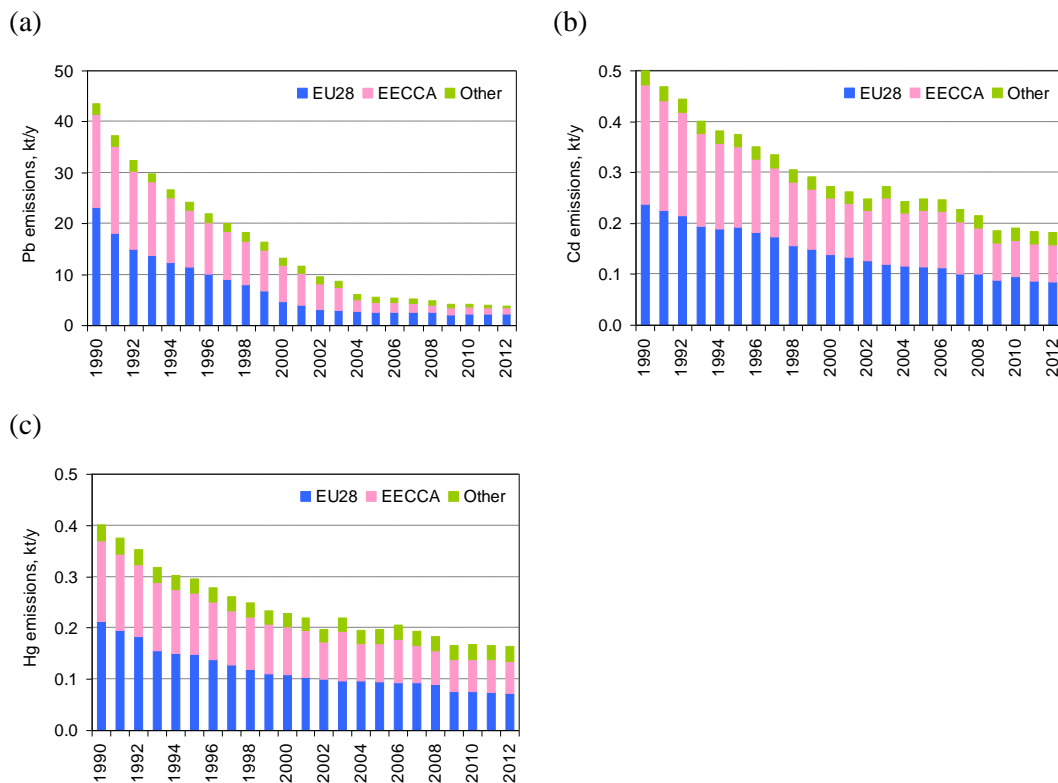 (a)
Pb emissions, kt/y
50
40
30
20
10
0
EU28 EECCA Other
1990 1992 1994 1996 1998 2000 2002 2004 2006 2008 2010 2012
(b)
Cd emissions, kt/y
0.5
0.4
0.3
0.2
0.1
0.0
EU28 EECCA Other
1990 1992 1994 1996 1998 2000 2002 2004 2006 2008 2010 2012
(c)
Hg emissions, kt/y
0.5
0.4
0.3
0.2
0.1
0.0
EU28 EECCA Other
1990 1992 1994 1996 1998 2000 2002 2004 2006 2008 2010 2012